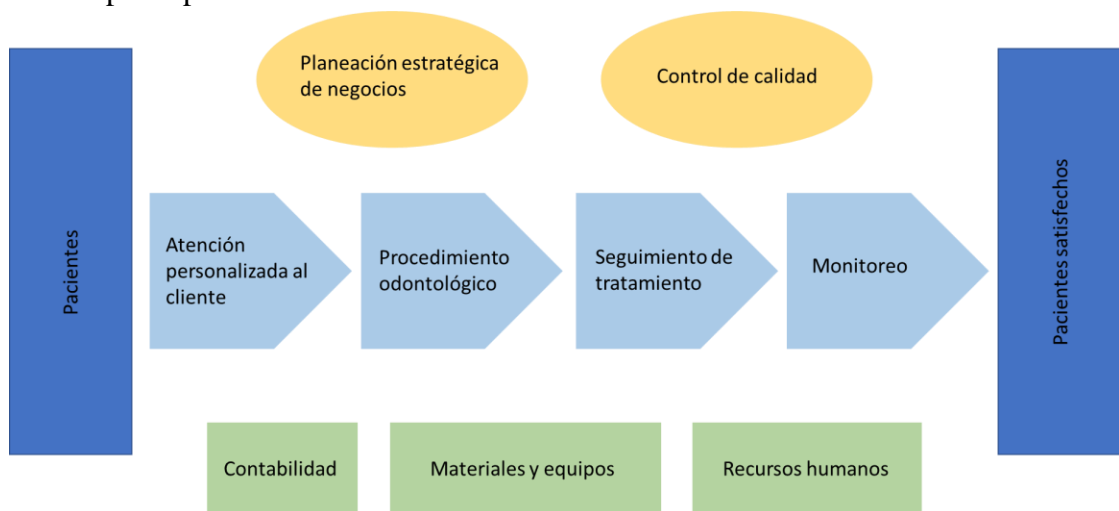 Planeación estratégica
de negocios
Control de calidad
Pacientes
Atención
personalizada al
cliente
Procedimiento
odontológico
Seguimiento de
tratamiento
Monitoreo
Pacientes satisfechos
Contabilidad
Materiales y equipos
Recursos humanos